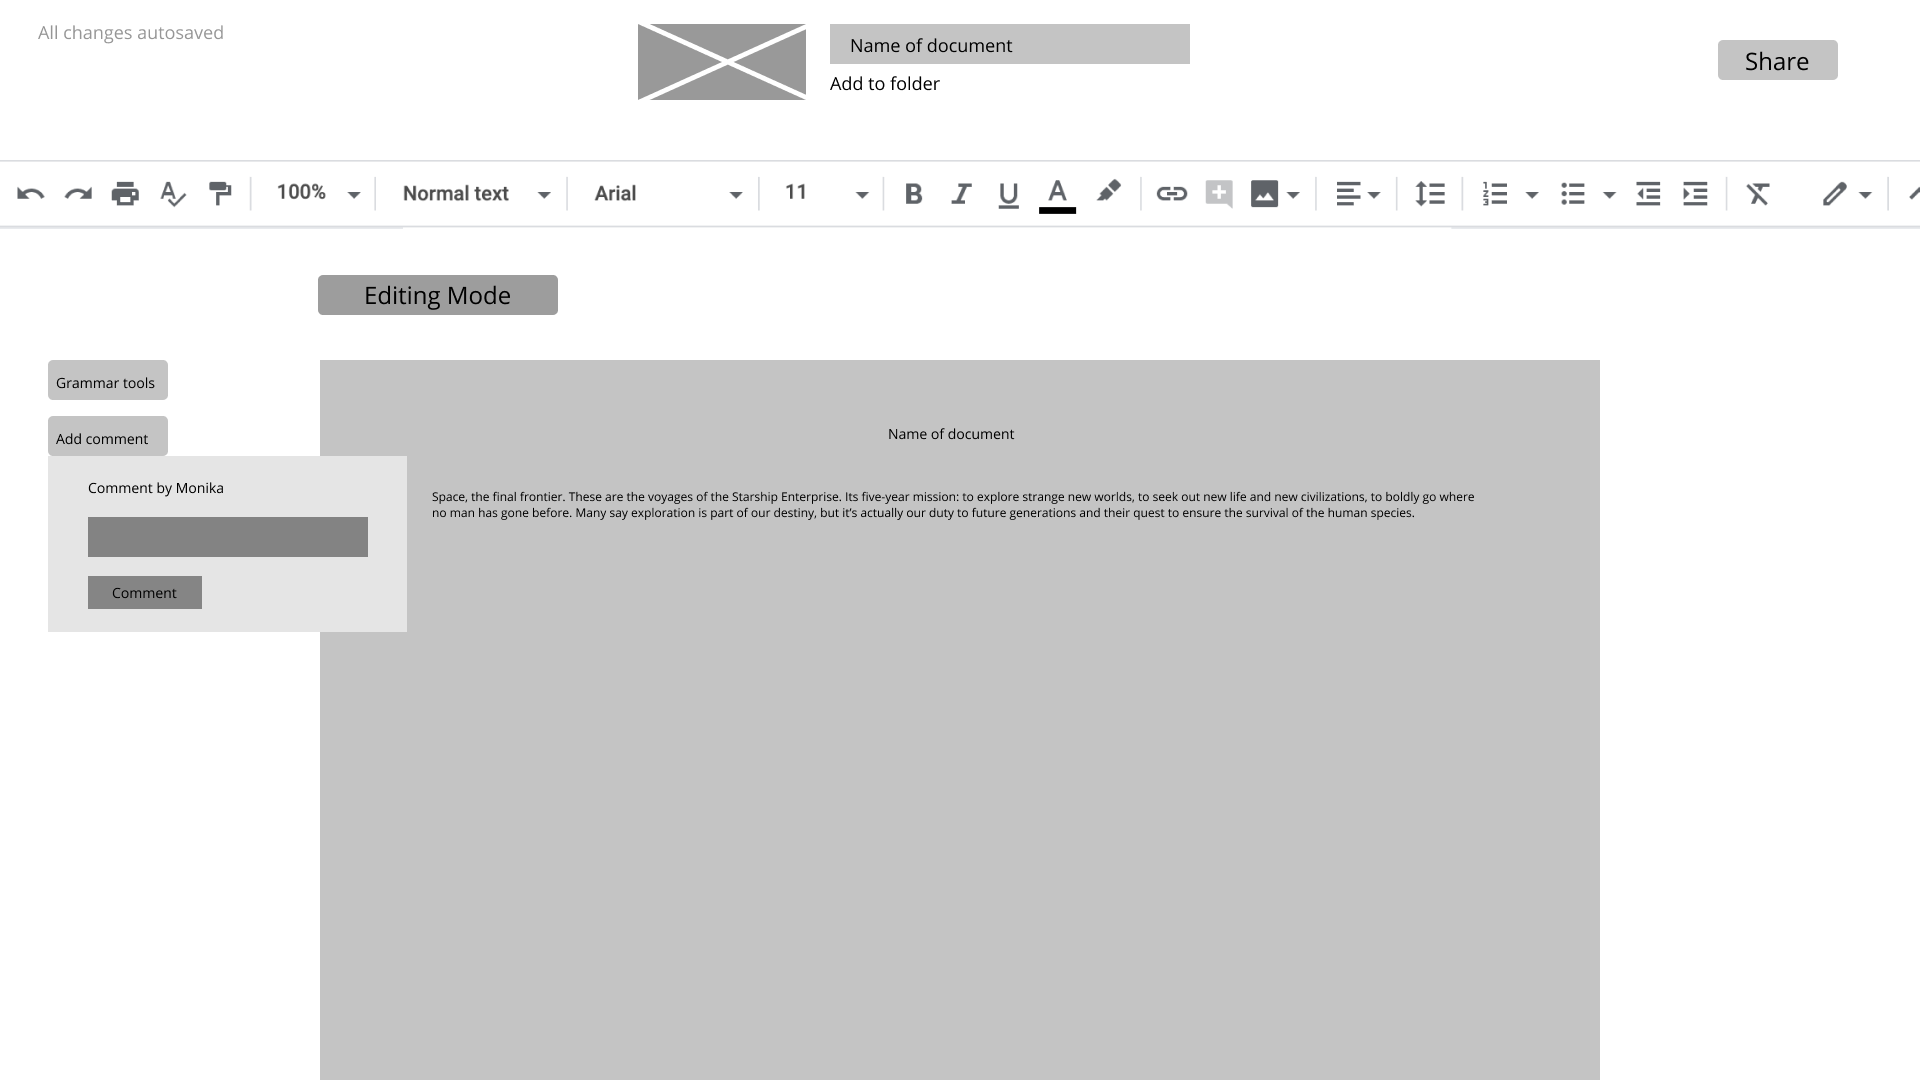 All changes autosaved
Name of document
Add to folder
Share
100% Normal text Arial 11 B I U A
Editing Mode
Grammar tools
Add comment
Comment by Monika
Comment
Name of document
Space, the final frontier. These are the voyages of the Starship Enterprise. Its five-year mission: to explore strange new worlds, to seek out new life and new civilizations, to boldly go where
no man has gone before. Many say exploration is part of our destiny, but it’s actually our duty to future generations and their quest to ensure the survival of the human species.